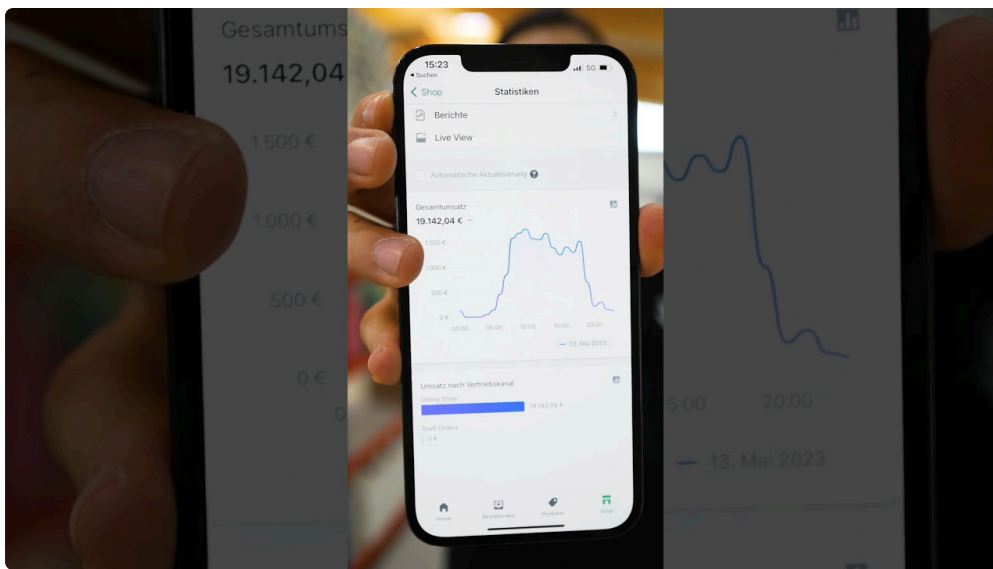 Gesamtums
19.142,04
1.500 €
1.000 €
500 €
0 €
0
15:23
5G
Suchen
Shop
Statistiken
Berichte
Live View
Automatische Aktualisierung
Gesamtumsatz
19.142,04 €
1.500 €
1.000 €
500 €
0 €
00:00 05:00 10:00 15:00 20:00
13. Mai 2023
Umsatz nach Vertriebskanal
Online Store
19.142,04 €
Draft Orders
0 €
Home Bestellungen Produkte Shop
5:00 20:00
13. Mai 2023